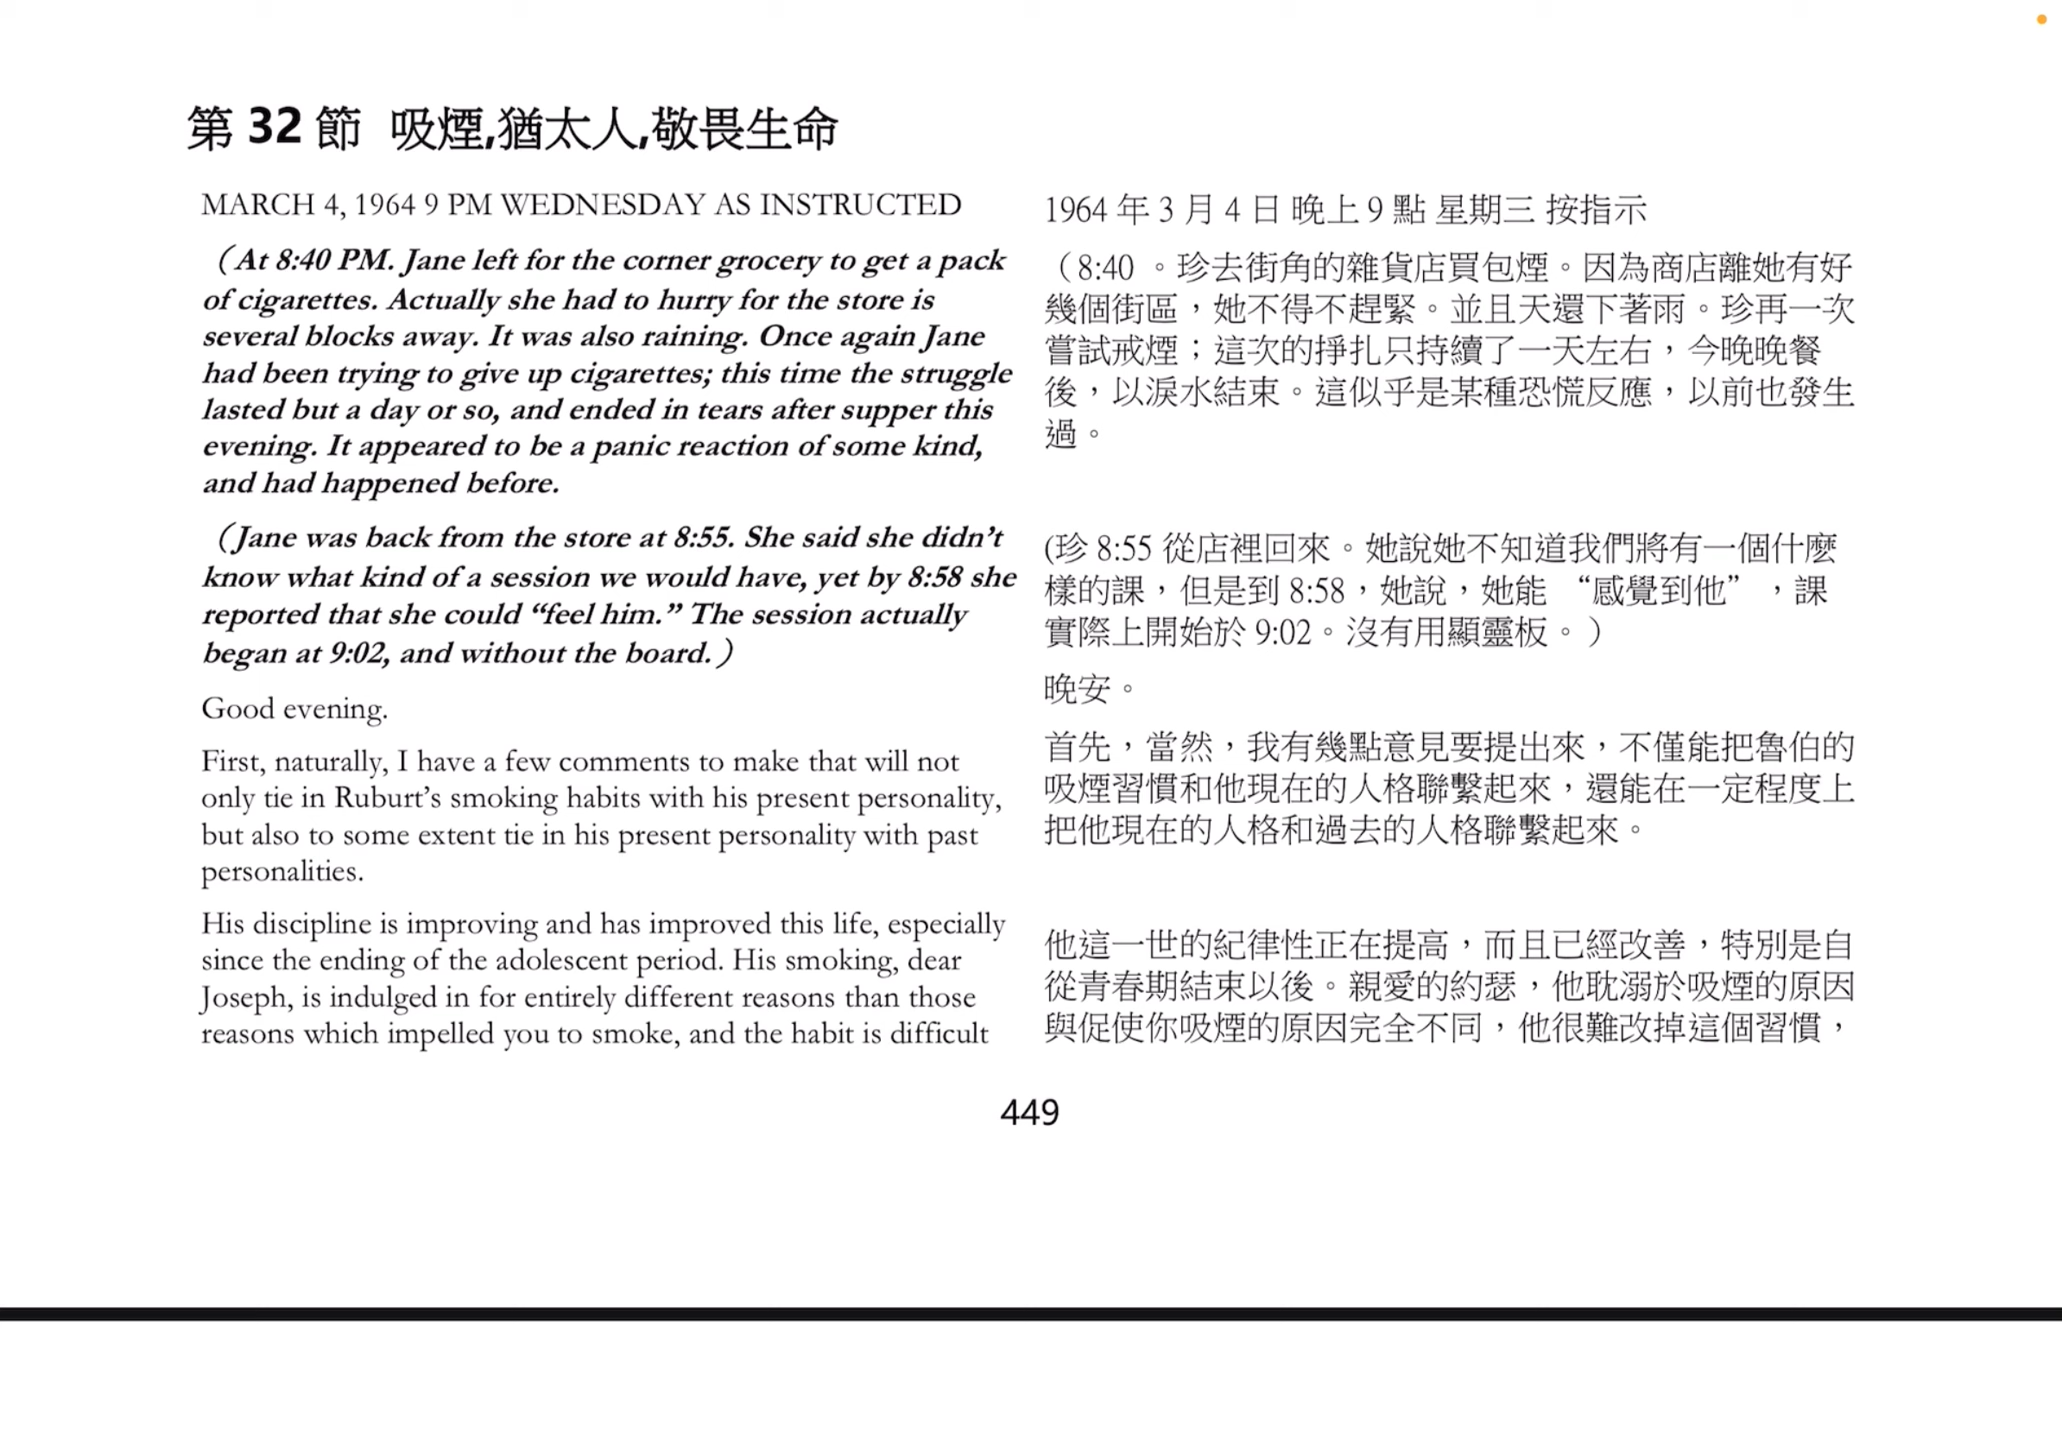 第 32 節 吸煙,猶太人,敬畏生命
MARCH 4, 1964 9 PM WEDNESDAY AS INSTRUCTED
（At 8:40 PM. Jane left for the corner grocery to get a pack
of cigarettes. Actually she had to hurry for the store is
several blocks away. It was also raining. Once again Jane
had been trying to give up cigarettes; this time the struggle
lasted but a day or so, and ended in tears after supper this
evening. It appeared to be a panic reaction of some kind,
and had happened before.
（Jane was back from the store at 8:55. She said she didn’t
know what kind of a session we would have, yet by 8:58 she
reported that she could “feel him.” The session actually
began at 9:02, and without the board.）
Good evening.
First, naturally, I have a few comments to make that will not
only tie in Ruburt’s smoking habits with his present personality,
but also to some extent tie in his present personality with past
personalities.
His discipline is improving and has improved this life, especially
since the ending of the adolescent period. His smoking, dear
Joseph, is indulged in for entirely different reasons than those
reasons which impelled you to smoke, and the habit is difficult
1964 年 3 月 4 日 晚上 9 點 星期三 按指示
（8:40 。珍去街角的雜貨店買包煙。因為商店離她有好
幾個街區，她不得不趕緊。並且天還下著雨。珍再一次
嘗試戒煙；這次的掙扎只持續了一天左右，今晚晚餐
後，以淚水結束。這似乎是某種恐慌反應，以前也發生
過。
(珍 8:55 從店裡回來。她說她不知道我們將有一個什麼
樣的課，但是到 8:58，她說，她能 “感覺到他” ，課
實際上開始於 9:02。沒有用顯靈板。）
晚安。
首先，當然，我有幾點意見要提出來，不僅能把魯伯的
吸煙習慣和他現在的人格聯繫起來，還能在一定程度上
把他現在的人格和過去的人格聯繫起來。
他這一世的紀律性正在提高，而且已經改善，特別是自
從青春期結束以後。親愛的約瑟，他耽溺於吸煙的原因
與促使你吸煙的原因完全不同，他很難改掉這個習慣，
449